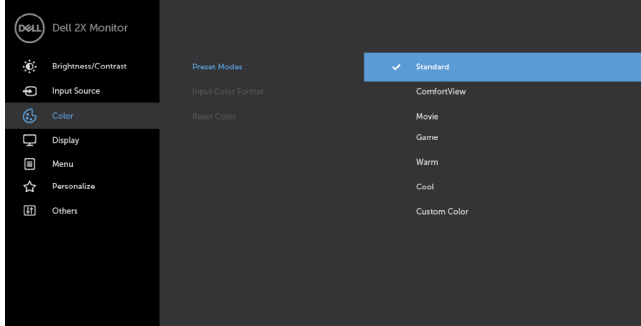 DELL Dell 2X Monitor
Brightness/Contrast
Input Source
Color
Display
Menu
Personalize
Others
Preset Modes
Input Color Format
Reset Color
Standard
ComfortView
Movie
Game
Warm
Cool
Custom Color